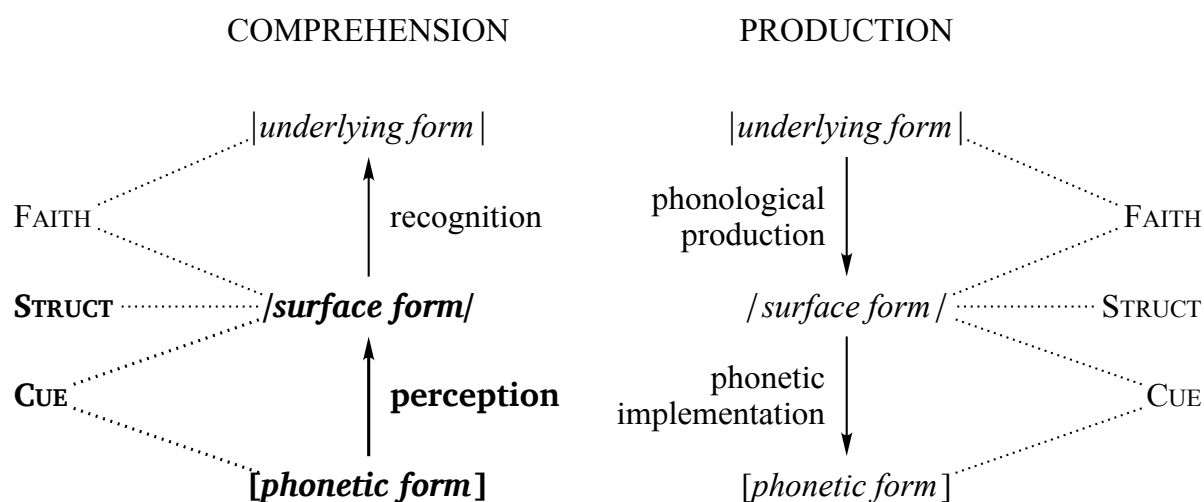 COMPREHENSION
|underlying form|
FAITH
recognition
STRUCT
/surface form/
CUE
perception
[phonetic form]
PRODUCTION
|underlying form|
phonological
production
FAITH
/surface form/
STRUCT
phonetic
implementation
CUE
[phonetic form]